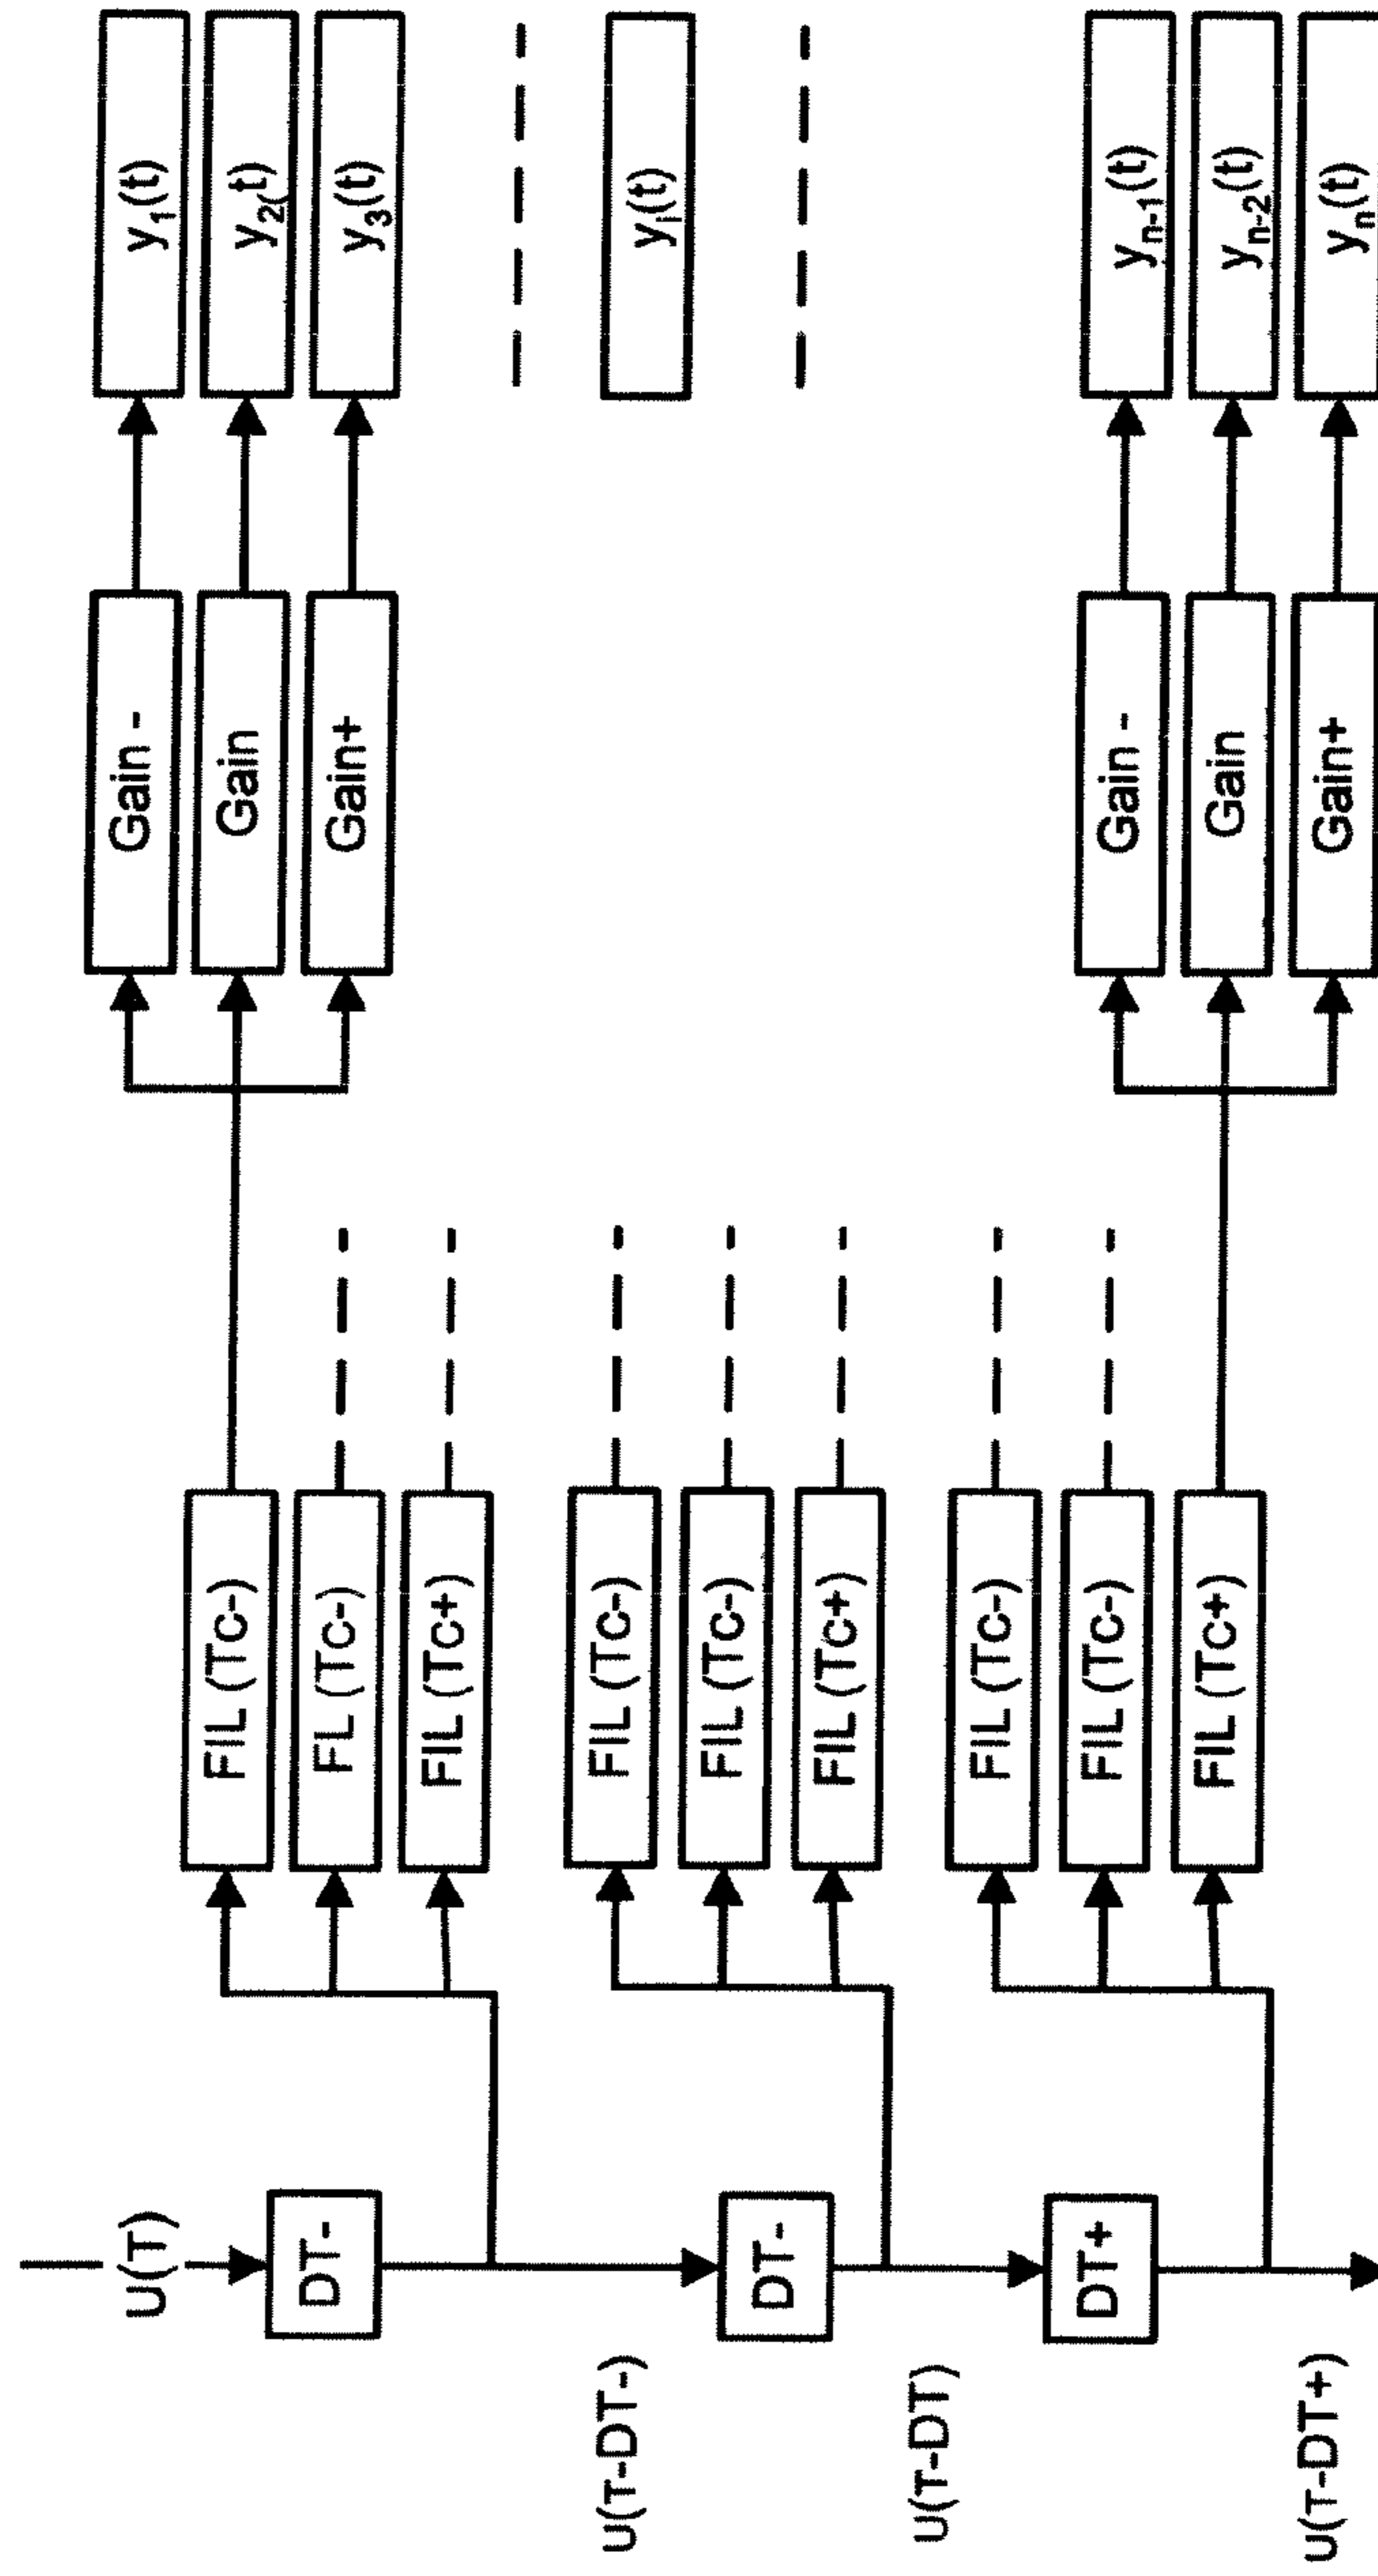 U(T)
DT-
U(T-DT-)
DT-
U(T-DT)
DT+
U(T-DT+)
FIL (TC-)
FL (TC-)
FIL (TC+)
FIL (TC-)
FIL (TC-)
FIL (TC+)
FIL (TC-)
FIL (TC-)
FIL (TC+)
Gain -
Gain
Gain+
Gain -
Gain
Gain+
y1(t)
y2(t)
y3(t)
yi(t)
yn-1(t)
yn-2(t)
yn(t)